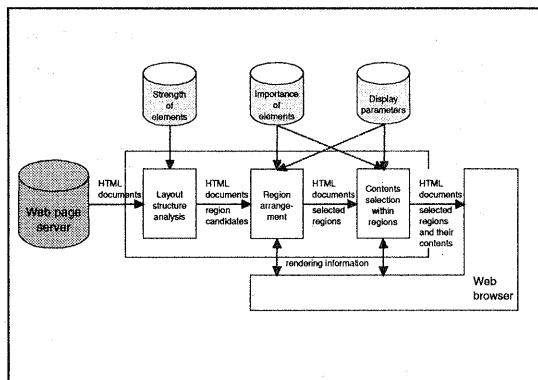 Strength
of
elements
Importance
of
elements
Display
parameters
Web page
server
HTML
documents
Layout
structure
analysis
HTML
documents
region
candidates
Region
arrange-
ment
HTML
documents
selected
regions
Contents
selection
within
regions
HTML
documents
selected
regions
and their
contents
rendering information
Web
browser